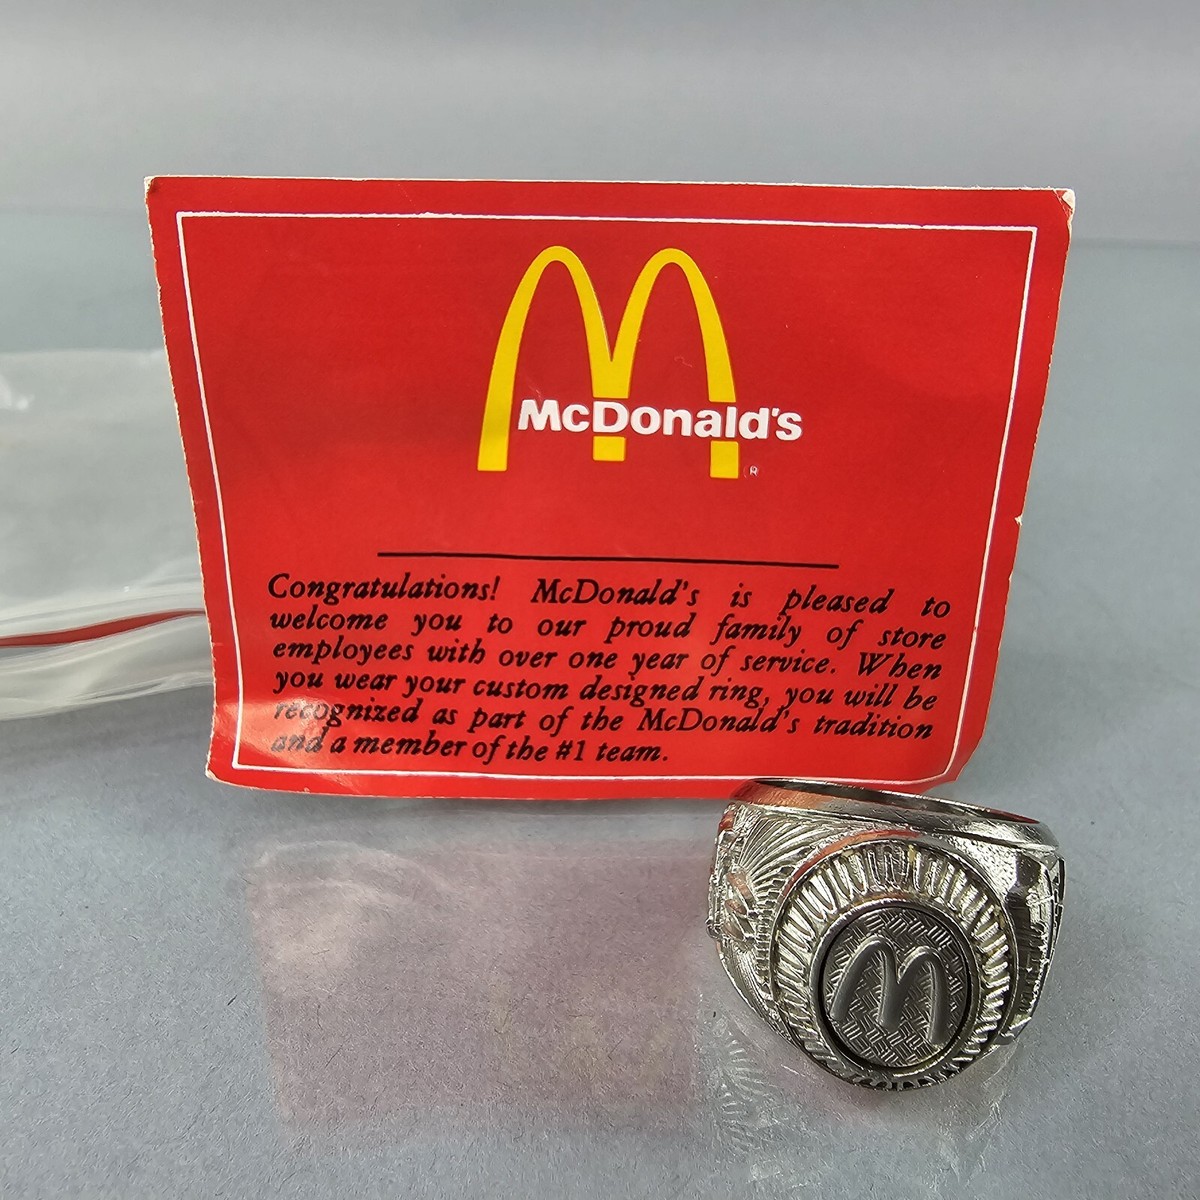 McDonald's
®
Congratulations! McDonald's is pleased to
welcome you to our proud family of store
employees with over one year of service. When
you wear your custom designed ring, you will be
recognized as part of the McDonald's tradition
and a member of the #1 team.
M